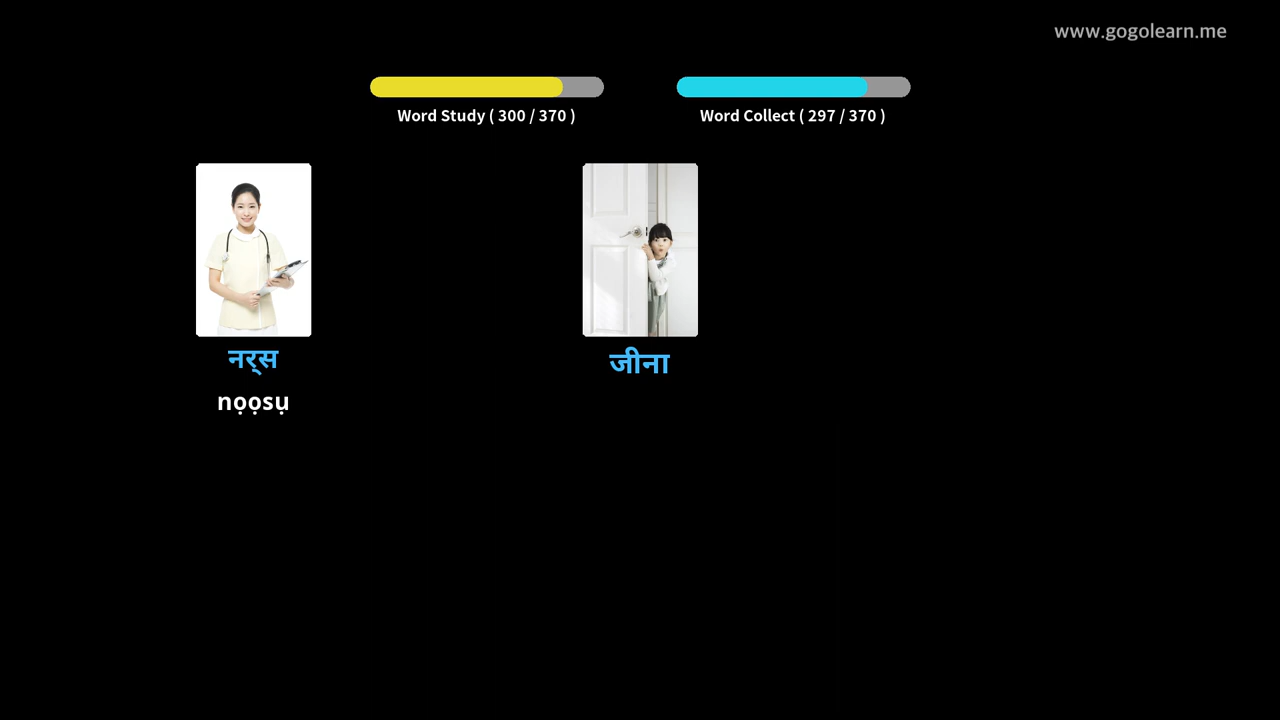 www.gogolearn.me
Word Study ( 300 / 370 )
Word Collect ( 297 / 370 )
नर्‌स
जीना
nọọsụ